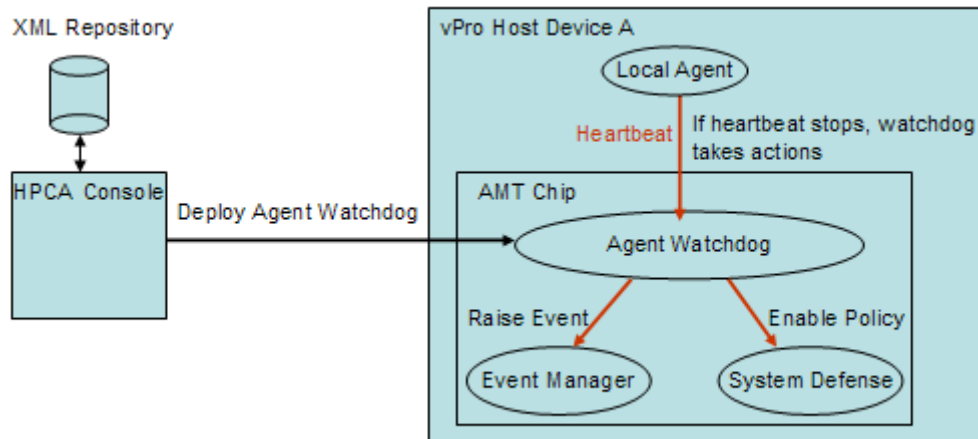 XML Repository
vPro Host Device A
Local Agent
Heartbeat
If heartbeat stops, watchdog
takes actions
HPCA Console
Deploy Agent Watchdog
AMT Chip
Agent Watchdog
Raise Event
Enable Policy
Event Manager
System Defense